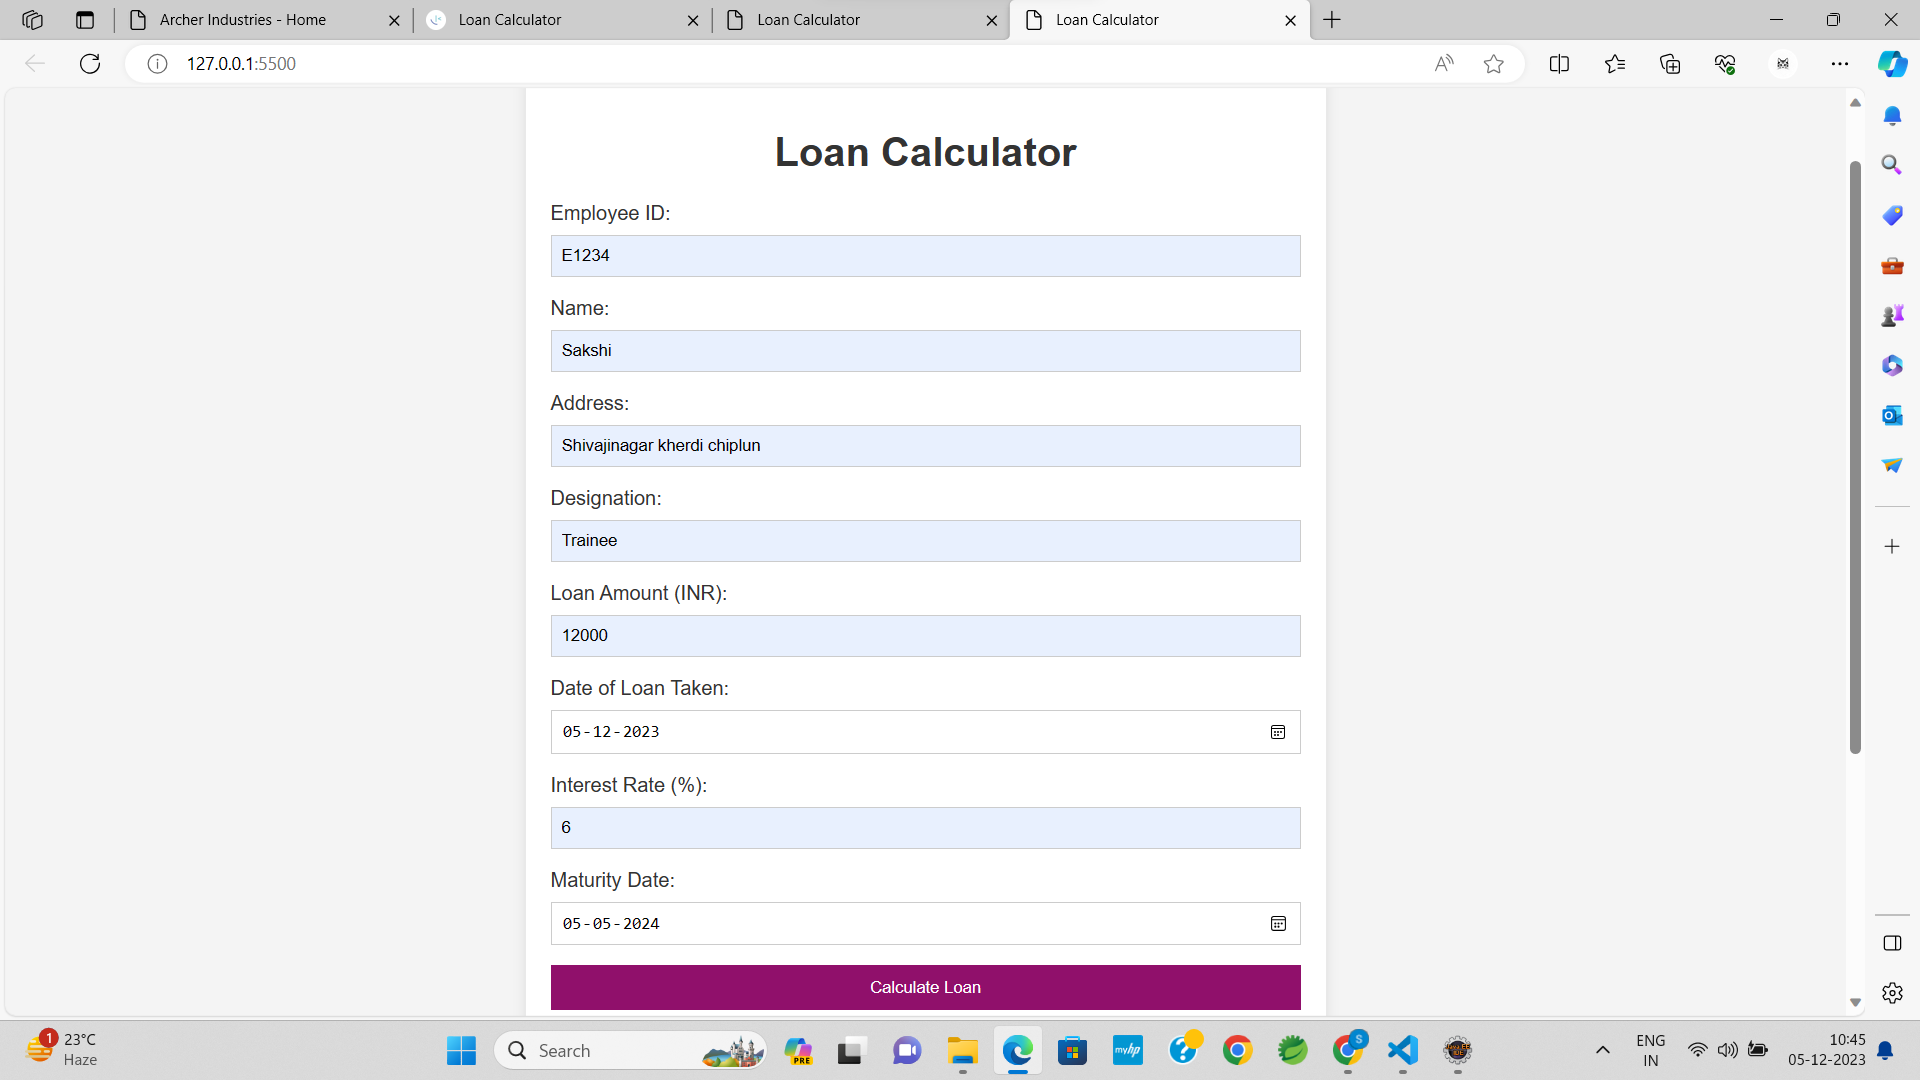 Archer Industries - Home
Loan Calculator
Loan Calculator
Loan Calculator
127.0.0.1:5500
Loan Calculator
Employee ID:
E1234
Name:
Sakshi
Address:
Shivajinagar kherdi chiplun
Designation:
Trainee
Loan Amount (INR):
12000
Date of Loan Taken:
05-12-2023
Interest Rate (%):
6
Maturity Date:
05-05-2024
Calculate Loan
1
23°C
Haze
Search
PRE
myhp
S
ENG
IN
10:45
05-12-2023